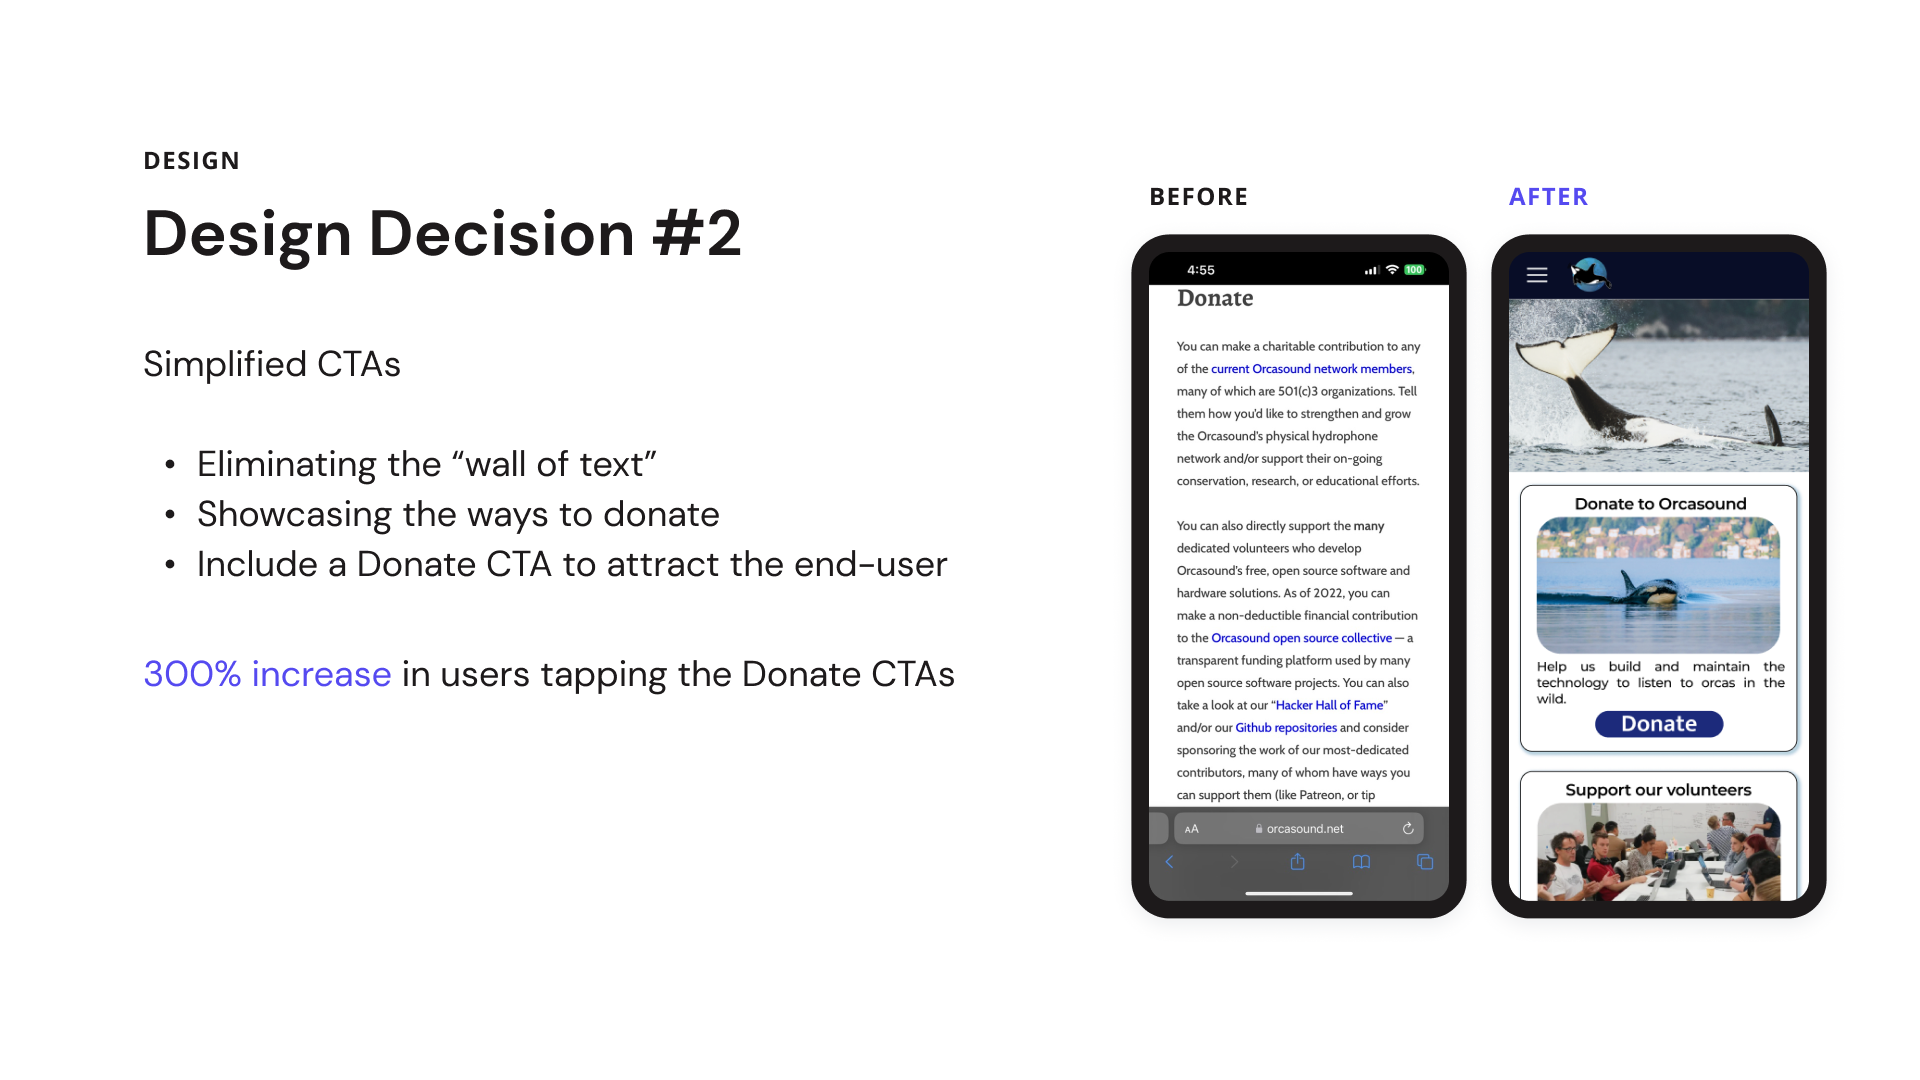 DESIGN
Design Decision #2
Simplified CTAs
• Eliminating the “wall of text”
• Showcasing the ways to donate
• Include a Donate CTA to attract the end-user
300% increase in users tapping the Donate CTAs
BEFORE
4:55
100
Donate
You can make a charitable contribution to any
of the current Orcasound network members,
many of which are 501(c)3 organizations. Tell
them how you'd like to strengthen and grow
the Orcasound's physical hydrophone
network and/or support their on-going
conservation, research, or educational efforts.
You can also directly support the many
dedicated volunteers who develop
Orcasound's free, open source software and
hardware solutions. As of 2022, you can
make a non-deductible financial contribution
to the Orcasound open source collective — a
transparent funding platform used by many
open source software projects. You can also
take a look at our “Hacker Hall of Fame”
and/or our Github repositories and consider
sponsoring the work of our most-dedicated
contributors, many of whom have ways you
can support them (like Patreon, or tip
AA
orcasound.net
AFTER
Donate to Orcasound
Help us build and maintain the
technology to listen to orcas in the
wild.
Donate
Support our volunteers